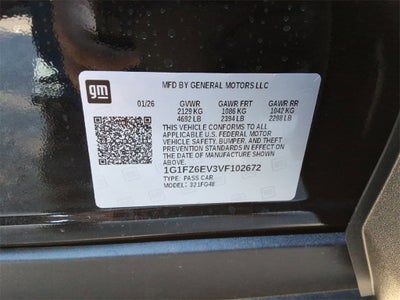 gm
MFD BY GENERAL MOTORS LLC
01/26 GVWR GAWR FRT GAWR RR
2129 KG 1086 KG 1042 KG
4692 LB 2394 LB 2298 LB
THIS VEHICLE CONFORMS TO ALL
APPLICABLE U.S. FEDERAL MOTOR
VEHICLE SAFETY, BUMPER, AND THEFT
PREVENTION STANDARDS IN EFFECT ON
THE DATE OF MANUFACTURE SHOWN
ABOVE.
1G1FZ6EV3VF102672
TYPE: PASS CAR
MODEL: 321FG48